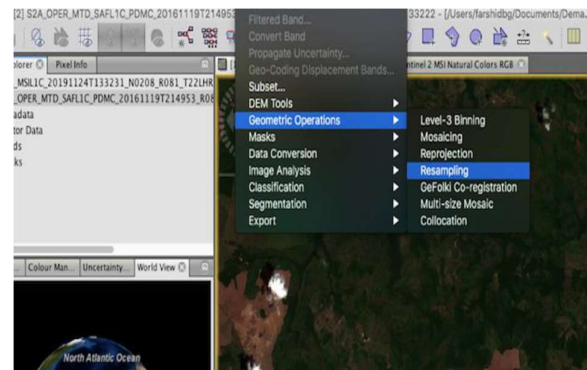 [2] S2A_OPER_MTD_SAFL1C_PDMC_20161119T214953
33222 - [/Users/farshidbg/Documents/Dema
Filtered Band...
Convert Band
Propagate Uncertainty...
Geo-Coding Displacement Bands...
Subset...
DEM Tools
Geometric Operations
Masks
Data Conversion
Image Analysis
Classification
Segmentation
Export
Level-3 Binning
Mosaicing
Reprojection
Resampling
GeFolki Co-registration
Multi-size Mosaic
Collocation
plorer
Pixel Info
_MSIL1C_20191124T133231_N0208_R081_T22LHR
_OPER_MTD_SAFL1C_PDMC_20161119T214953_R08
adata
tor Data
ds
ks
ntinel 2 MSI Natural Colors RGB
Colour Man...
Uncertainty...
World View
North Atlantic Ocean